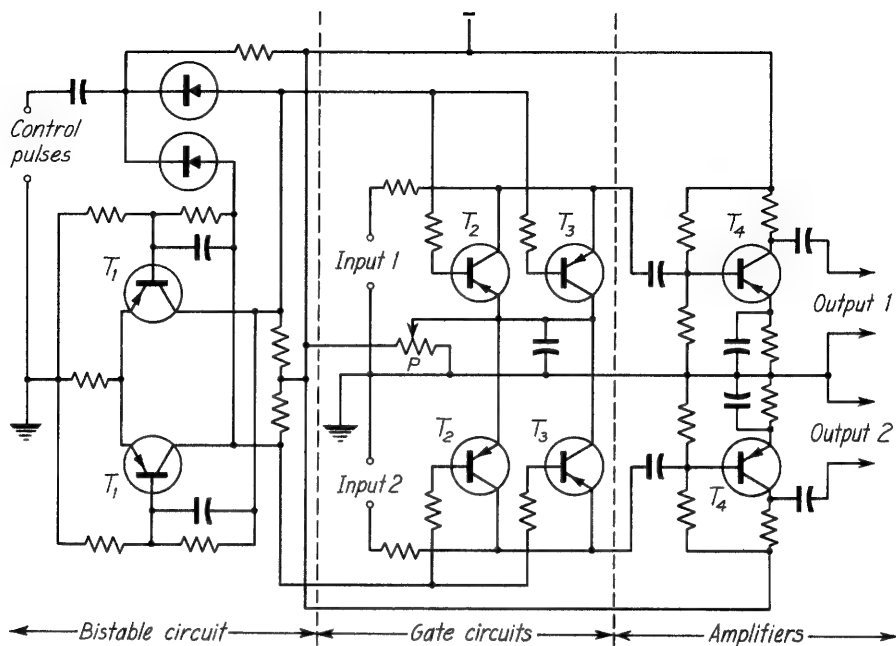 –
Control
pulses
T1
T1
Input 1
T2
T3
P
T2
T3
Input 2
T4
Output 1
Output 2
T4
Bistable circuit
Gate circuits
Amplifiers